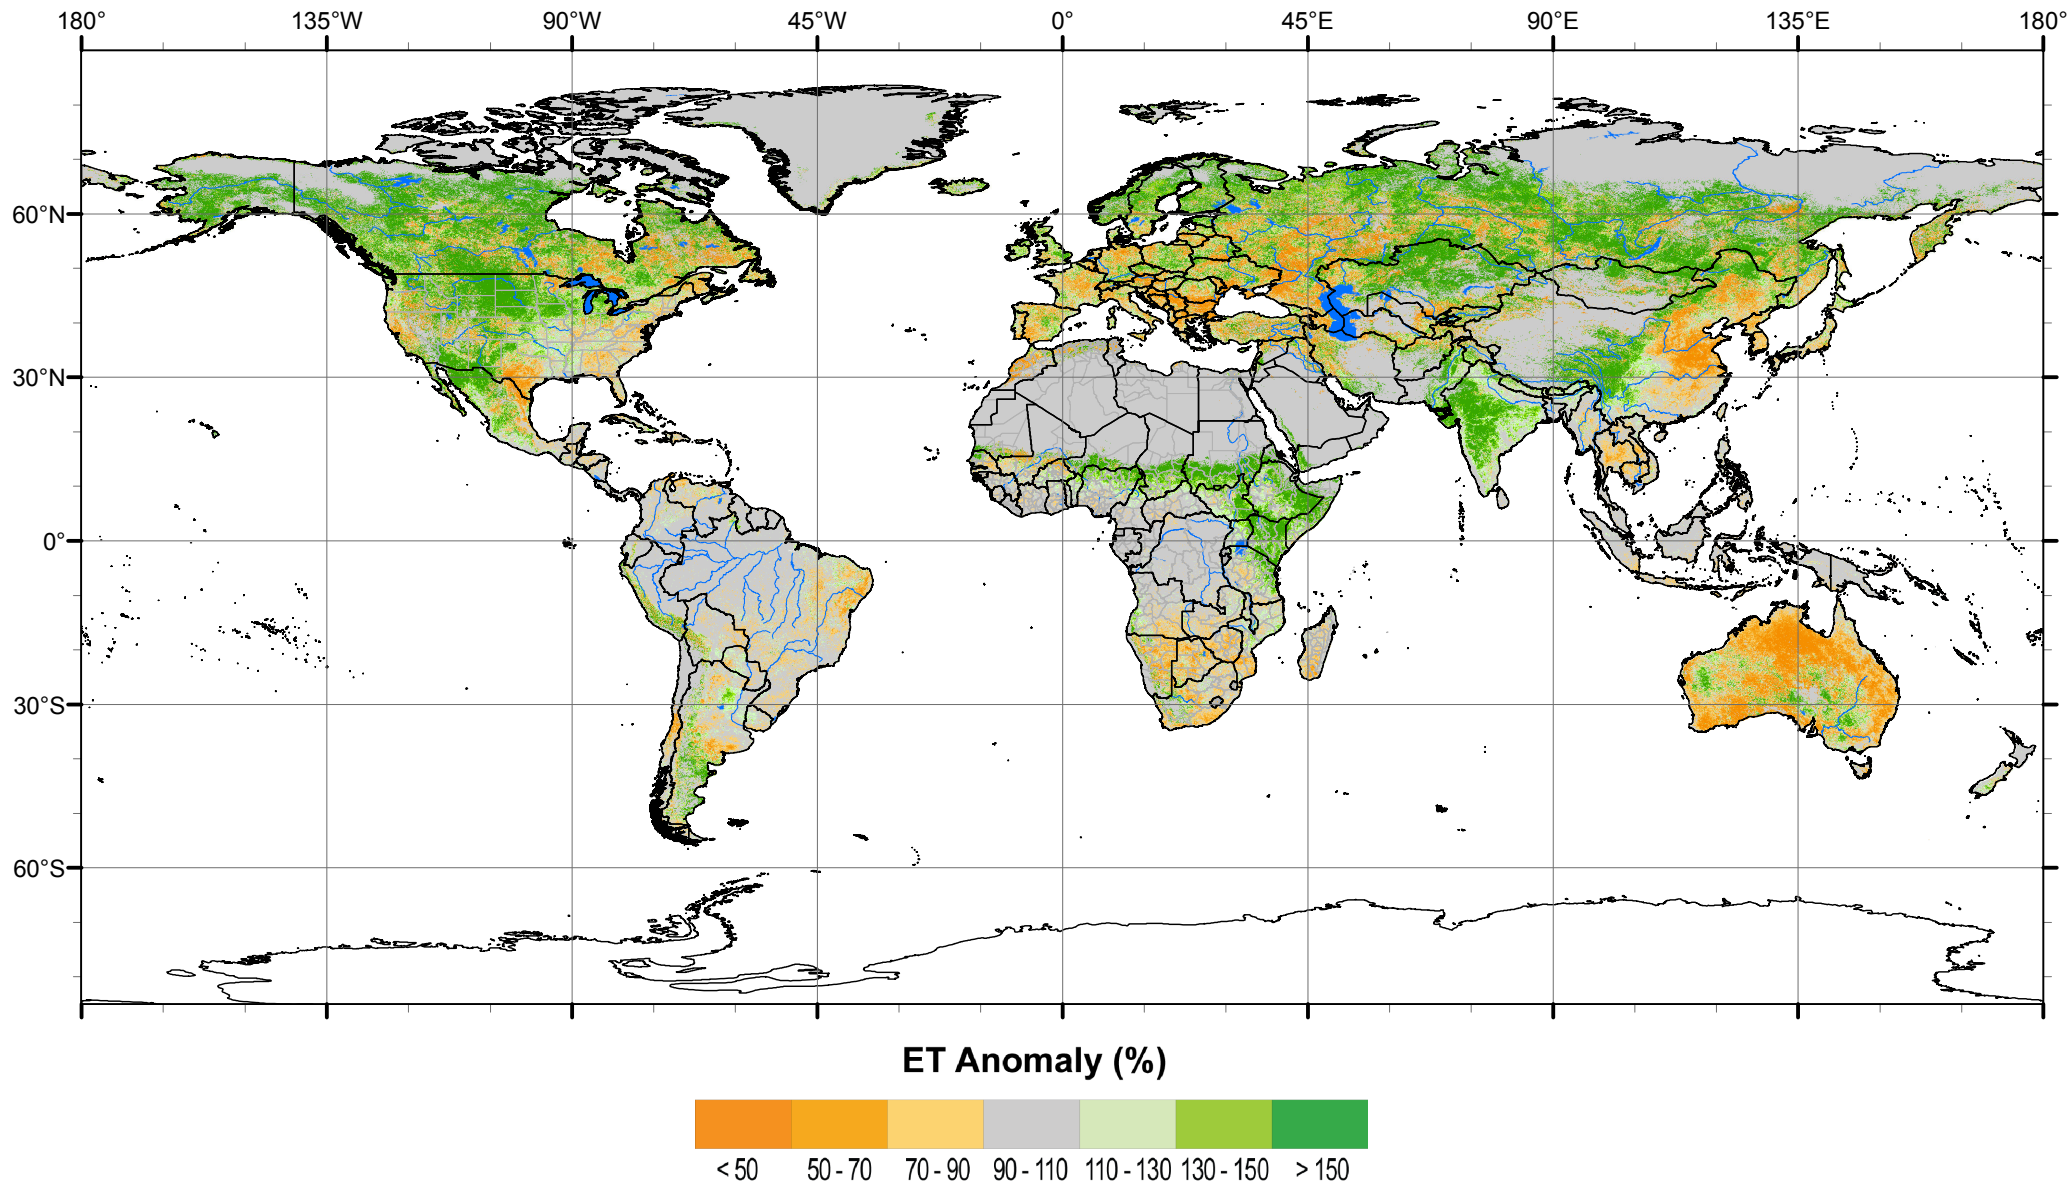 180° 135°W 90°W 45°W 0° 45°E 90°E 135°E 180°
60°N
30°N
0°
30°S
60°S
ET Anomaly (%)
< 50 50 - 70 70 - 90 90 - 110 110 - 130 130 - 150 > 150